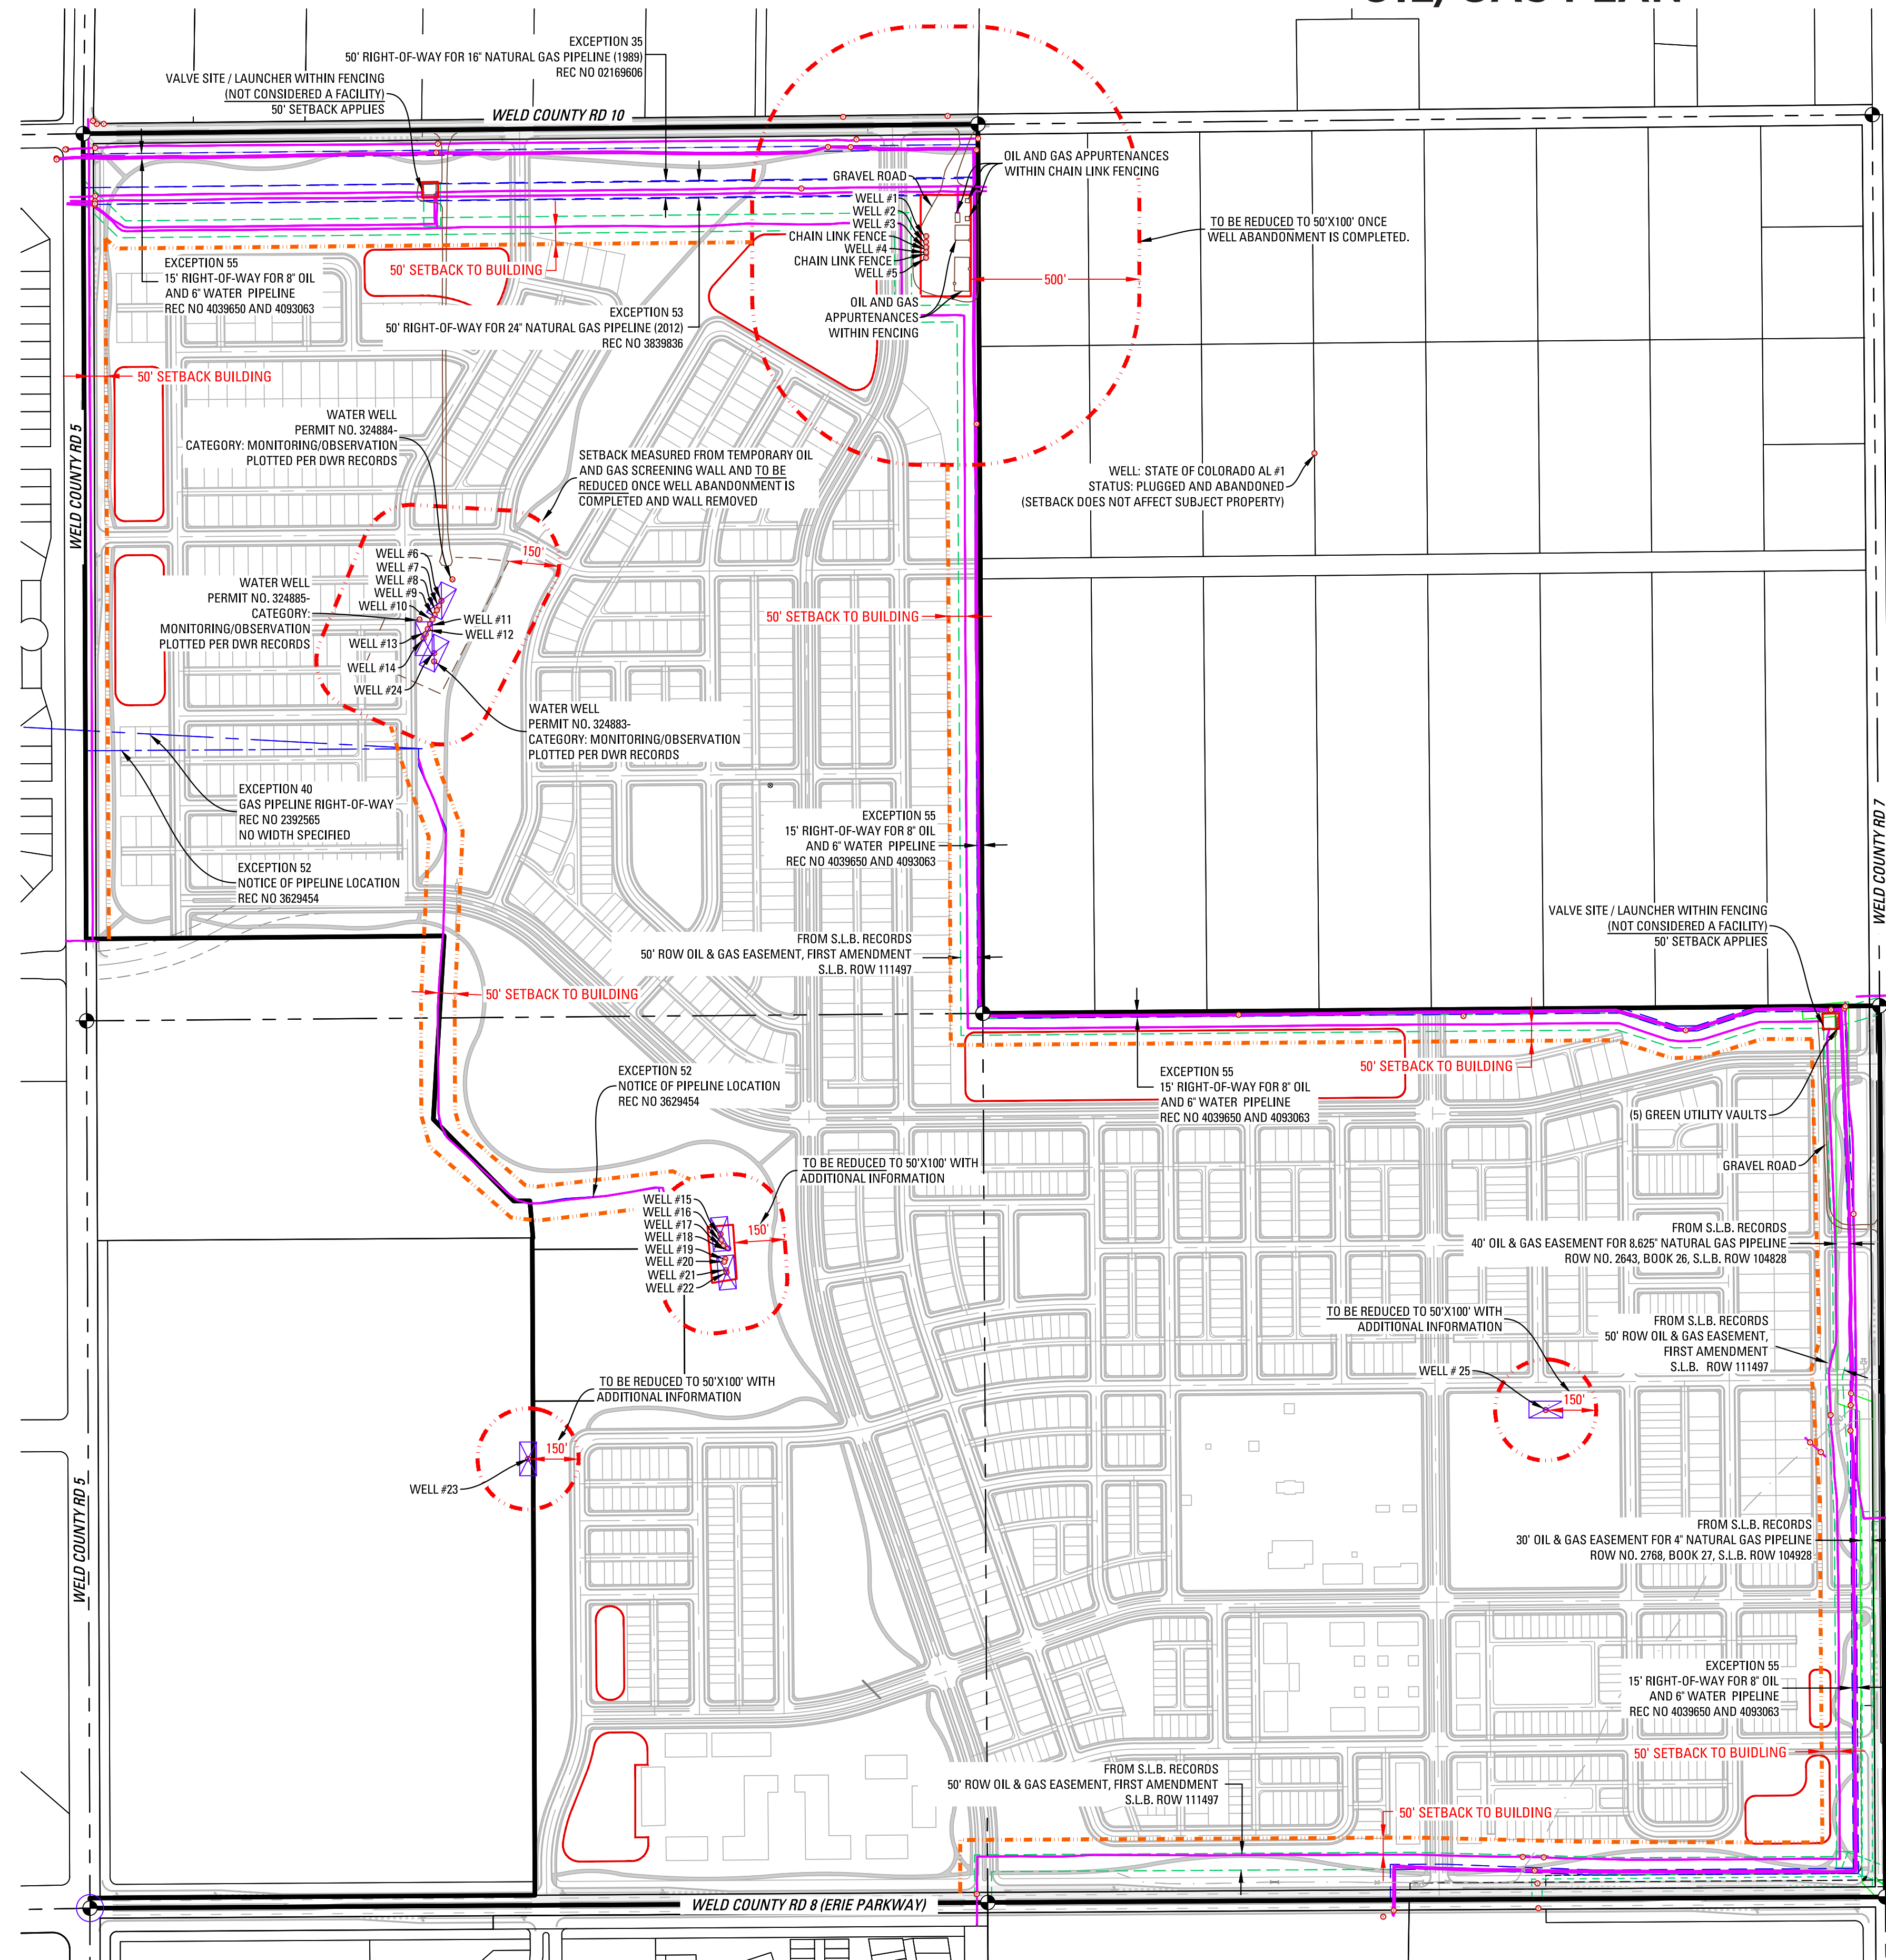 OIL, GAS PLAN
EXCEPTION 35
50' RIGHT-OF-WAY FOR 16" NATURAL GAS PIPELINE (1989)
REC NO 02169606
VALVE SITE / LAUNCHER WITHIN FENCING
(NOT CONSIDERED A FACILITY)
50' SETBACK APPLIES
WELD COUNTY RD 10
OIL AND GAS APPURTENANCES
WITHIN CHAIN LINK FENCING
GRAVEL ROAD
WELL #1
WELL #2
WELL #3
CHAIN LINK FENCE
WELL #4
CHAIN LINK FENCE
WELL #5
TO BE REDUCED TO 50'X100' ONCE
WELL ABANDONMENT IS COMPLETED.
500'
OIL AND GAS
APPURTENANCES
WITHIN FENCING
50' SETBACK TO BUILDING
EXCEPTION 55
15' RIGHT-OF-WAY FOR 8" OIL
AND 6" WATER PIPELINE
REC NO 4039650 AND 4093063
EXCEPTION 53
50' RIGHT-OF-WAY FOR 24" NATURAL GAS PIPELINE (2012)
REC NO 3839836
50' SETBACK BUILDING
WELD COUNTY RD 5
WATER WELL
PERMIT NO. 324884-
CATEGORY: MONITORING/OBSERVATION
PLOTTED PER DWR RECORDS
SETBACK MEASURED FROM TEMPORARY OIL
AND GAS SCREENING WALL AND TO BE
REDUCED ONCE WELL ABANDONMENT IS
COMPLETED AND WALL REMOVED
WELL: STATE OF COLORADO AL #1
STATUS: PLUGGED AND ABANDONED
(SETBACK DOES NOT AFFECT SUBJECT PROPERTY)
150'
WELL #6
WELL #7
WELL #8
WELL #9
WELL #10
WATER WELL
PERMIT NO. 324885-
CATEGORY:
MONITORING/OBSERVATION
PLOTTED PER DWR RECORDS
WELL #11
WELL #12
WELL #13
WELL #14
WELL #24
50' SETBACK TO BUILDING
WATER WELL
PERMIT NO. 324883-
CATEGORY: MONITORING/OBSERVATION
PLOTTED PER DWR RECORDS
EXCEPTION 40
GAS PIPELINE RIGHT-OF-WAY
REC NO 2392565
NO WIDTH SPECIFIED
EXCEPTION 52
NOTICE OF PIPELINE LOCATION
REC NO 3629454
EXCEPTION 55
15' RIGHT-OF-WAY FOR 8" OIL
AND 6" WATER PIPELINE
REC NO 4039650 AND 4093063
WELD COUNTY RD 7
VALVE SITE / LAUNCHER WITHIN FENCING
(NOT CONSIDERED A FACILITY)
50' SETBACK APPLIES
FROM S.L.B. RECORDS
50' ROW OIL & GAS EASEMENT, FIRST AMENDMENT
S.L.B. ROW 111497
50' SETBACK TO BUILDING
EXCEPTION 52
NOTICE OF PIPELINE LOCATION
REC NO 3629454
EXCEPTION 55
15' RIGHT-OF-WAY FOR 8" OIL
AND 6" WATER PIPELINE
REC NO 4039650 AND 4093063
50' SETBACK TO BUILDING
(5) GREEN UTILITY VAULTS
GRAVEL ROAD
TO BE REDUCED TO 50'X100' WITH
ADDITIONAL INFORMATION
WELL #15
WELL #16
WELL #17
WELL #18
WELL #19
WELL #20
WELL #21
WELL #22
150'
FROM S.L.B. RECORDS
40' OIL & GAS EASEMENT FOR 8.625" NATURAL GAS PIPELINE
ROW NO. 2643, BOOK 26, S.L.B. ROW 104828
TO BE REDUCED TO 50'X100' WITH
ADDITIONAL INFORMATION
FROM S.L.B. RECORDS
50' ROW OIL & GAS EASEMENT,
FIRST AMENDMENT
S.L.B. ROW 111497
WELL # 25
150'
TO BE REDUCED TO 50'X100' WITH
ADDITIONAL INFORMATION
150'
WELL #23
WELD COUNTY RD 5
FROM S.L.B. RECORDS
30' OIL & GAS EASEMENT FOR 4" NATURAL GAS PIPELINE
ROW NO. 2768, BOOK 27, S.L.B. ROW 104928
EXCEPTION 55
15' RIGHT-OF-WAY FOR 8" OIL
AND 6" WATER PIPELINE
REC NO 4039650 AND 4093063
50' SETBACK TO BUIDLING
FROM S.L.B. RECORDS
50' ROW OIL & GAS EASEMENT, FIRST AMENDMENT
S.L.B. ROW 111497
50' SETBACK TO BUILDING
WELD COUNTY RD 8 (ERIE PARKWAY)